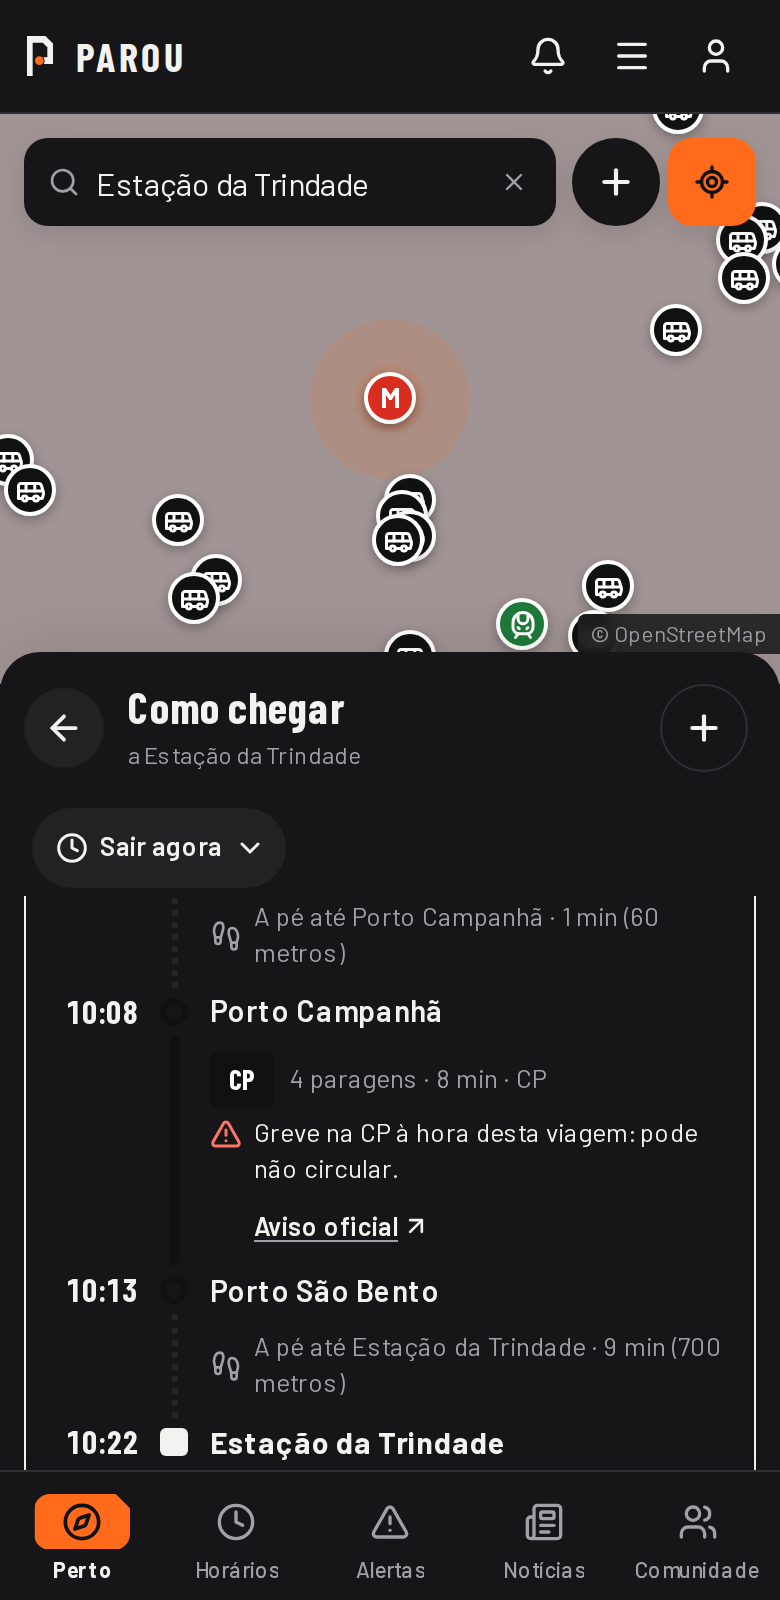 PAROU
Estação da Trindade
M
© OpenStreetMap
Como chegar
a Estação da Trindade
Sair agora
A pé até Porto Campanhã · 1 min (60
metros)
10:08 Porto Campanhã
CP 4 paragens · 8 min · CP
Greve na CP à hora desta viagem: pode
não circular.
Aviso oficial
10:13 Porto São Bento
A pé até Estação da Trindade · 9 min (700
metros)
10:22 Estação da Trindade
Perto Horários Alertas Notícias Comunidade